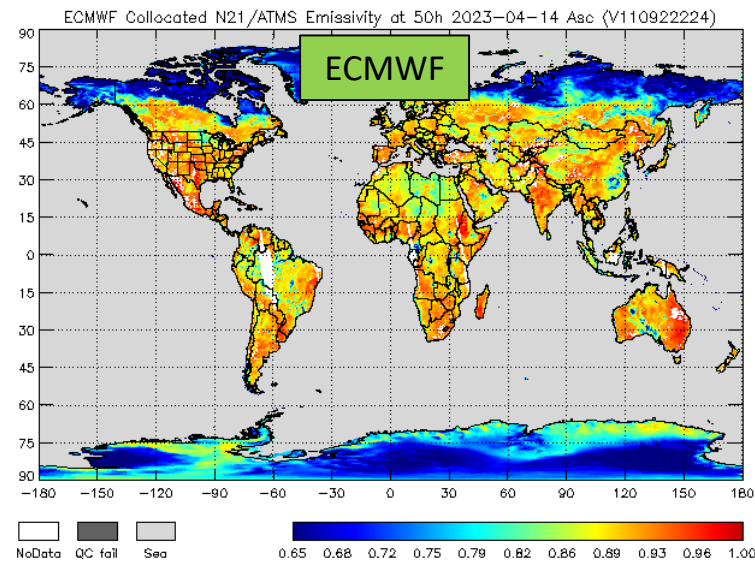 ECMWF Collocated N21/ATMS Emissivity at 50h 2023-04-14 Asc (V110922224)
ECMWF
90
75
60
45
30
15
0
15
30
45
60
75
90
-180 -150 -120 -90 -60 -30 0 30 60 90 120 150 180
NoData QC fail Sea
0.65 0.68 0.72 0.75 0.79 0.82 0.86 0.89 0.93 0.96 1.00